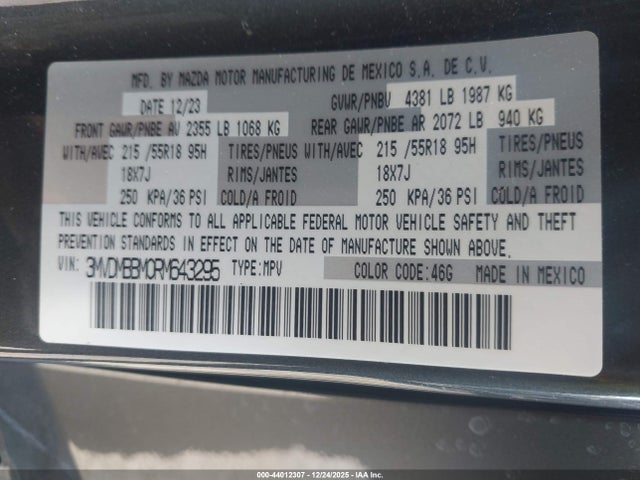 MFD. BY MAZDA MOTOR MANUFACTURING DE MEXICO S.A. DE C.V.
DATE 12/23 GVWR/PNBV 4381 LB 1987 KG
FRONT GAWR/PNBE AV 2355 LB 1068 KG REAR GAWR/PNBE AR 2072 LB 940 KG
WITH/AVEC 215 /55R18 95H TIRES/PNEUS WITH/AVEC 215 /55R18 95H TIRES/PNEUS
18X7J RIMS/JANTES 18X7J RIMS/JANTES
250 KPA/36 PSI COLD/A FROID 250 KPA/36 PSI COLD/A FROID
THIS VEHICLE CONFORMS TO ALL APPLICABLE FEDERAL MOTOR VEHICLE SAFETY AND THEFT
PREVENTION STANDARDS IN EFFECT ON THE DATE OF MANUFACTURE SHOWN ABOVE.
VIN: 3MVDMBBM0RM643295 TYPE:MPV COLOR CODE:46G MADE IN MEXICO
000-44012307 - 12/24/2025 - IAA Inc.